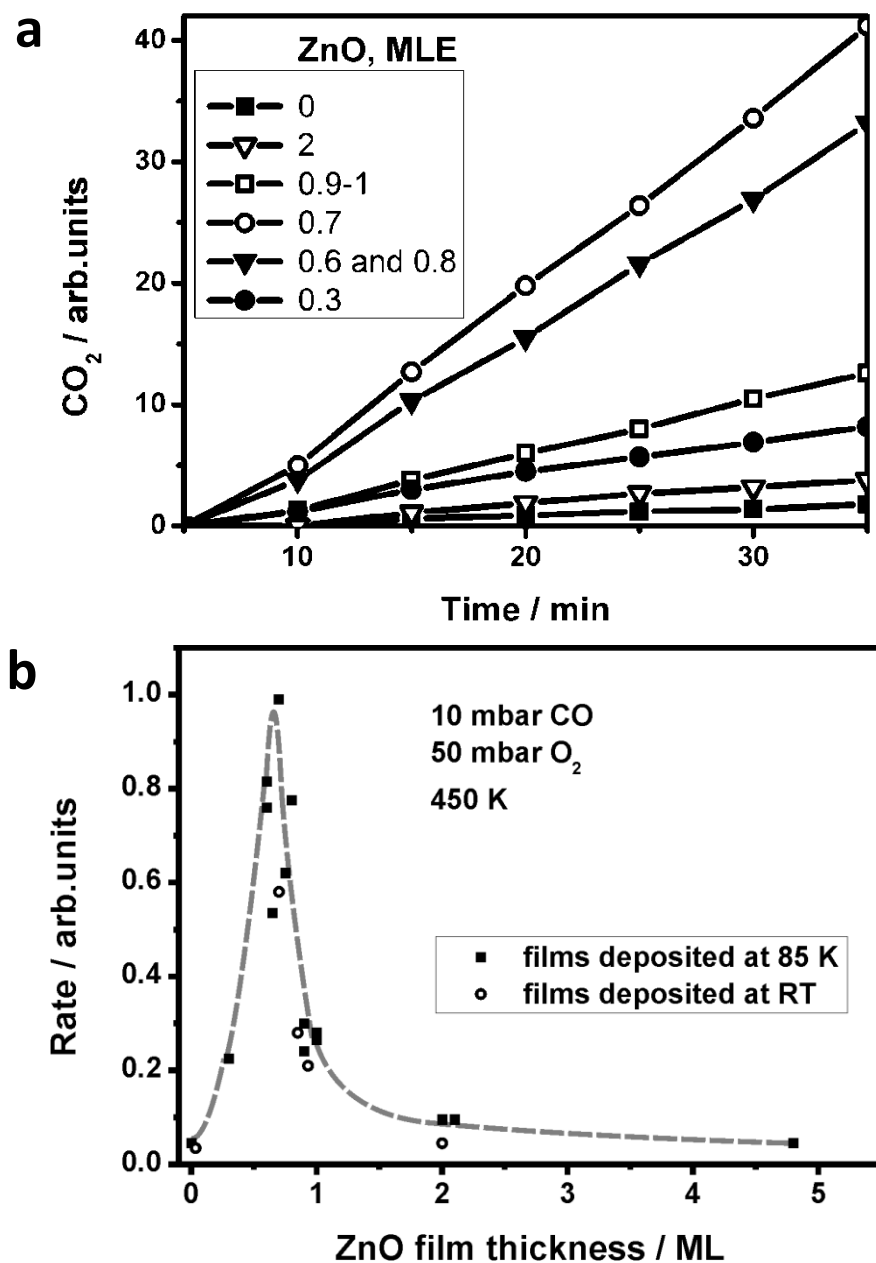 a
ZnO, MLE
0
2
0.9-1
0.7
0.6 and 0.8
0.3
40
30
20
10
0
CO₂ / arb.units
10
20
30
Time / min
b
1.0
0.8
0.6
0.4
0.2
0.0
Rate / arb.units
10 mbar CO
50 mbar O₂
450 K
films deposited at 85 K
films deposited at RT
0
1
2
3
4
5
ZnO film thickness / ML